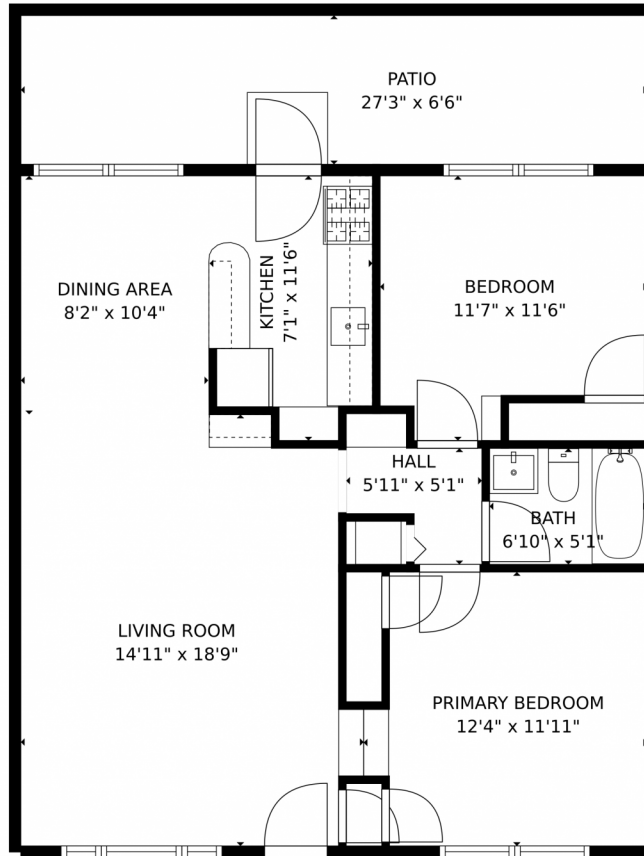 PATIO
27'3" x 6'6"
DINING AREA
8'2" x 10'4"
KITCHEN
7'1" x 11'6"
BEDROOM
11'7" x 11'6"
HALL
5'11" x 5'1"
BATH
6'10" x 5'1"
LIVING ROOM
14'11" x 18'9"
PRIMARY BEDROOM
12'4" x 11'11"